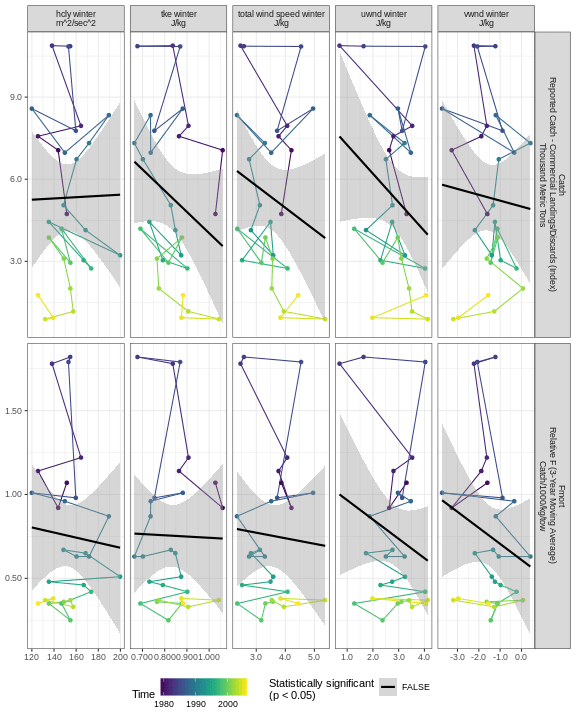 hcly winter
m^2/sec^2
tke winter
J/kg
total wind speed winter
J/kg
uwnd winter
J/kg
vwnd winter
J/kg
Catch
Reported Catch - Commercial Landings/Discards (Index)
Thousand Metric Tons
9.0
6.0
3.0
Fmort
Relative F (3-Year Moving Average)
Catch/1000/kg/tow
1.50
1.00
0.50
120 140 160 180 200
0.700 0.800 0.900 1.000
3.0 4.0 5.0
1.0 2.0 3.0 4.0
-3.0 -2.0 -1.0 0.0
Time
1980 1990 2000
Statistically significant
(p < 0.05)
FALSE